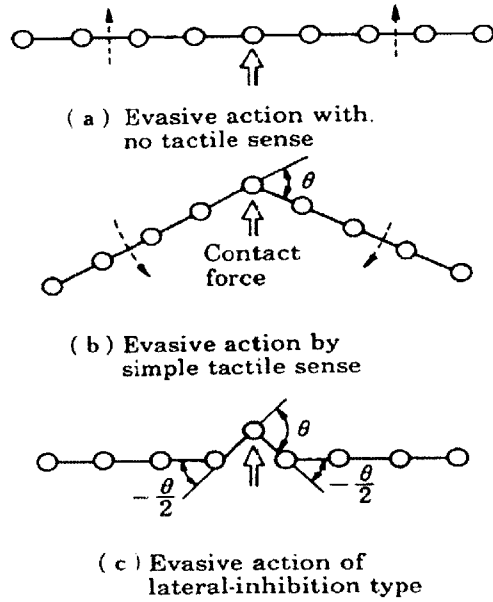 (a) Evasive action with.
no tactile sense
θ
Contact
force
(b) Evasive action by
simple tactile sense
θ
-θ/2
-θ/2
(c) Evasive action of
lateral-inhibition type